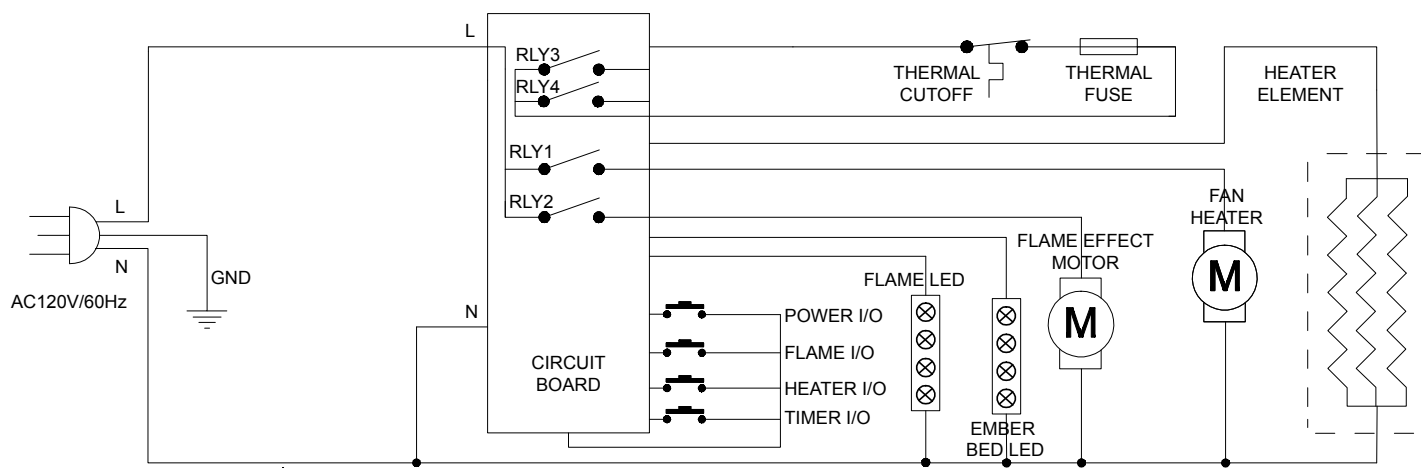 L
RLY3
RLY4
THERMAL
CUTOFF
THERMAL
FUSE
HEATER
ELEMENT
RLY1
RLY2
L
N
GND
AC120V/60Hz
FAN
HEATER
M
FLAME EFFECT
MOTOR
M
FLAME LED
N
CIRCUIT
BOARD
POWER I/O
FLAME I/O
HEATER I/O
TIMER I/O
EMBER
BED LED